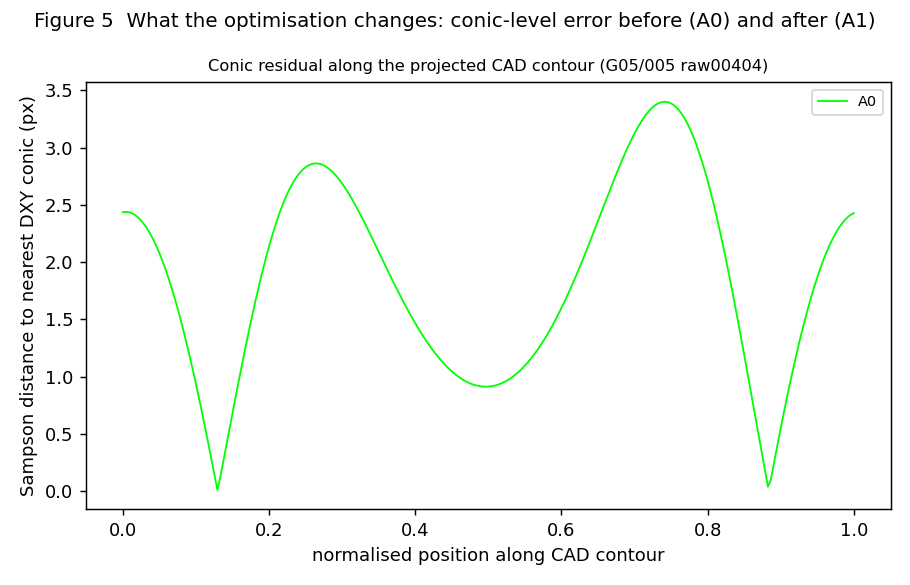 Figure 5  What the optimisation changes: conic-level error before (A0) and after (A1)
Conic residual along the projected CAD contour (G05/005 raw00404)
A0
Sampson distance to nearest DXY conic (px)
3.5
3.0
2.5
2.0
1.5
1.0
0.5
0.0
0.0 0.2 0.4 0.6 0.8 1.0
normalised position along CAD contour